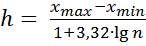 h = (x_max − x_min) / (1+3,32·lg n)